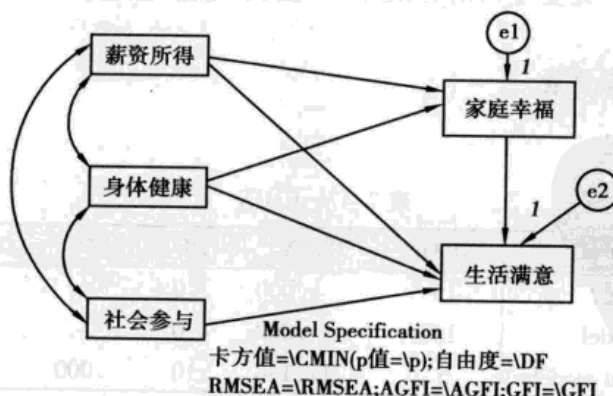 e1
薪资所得
1
家庭幸福
身体健康
e2
1
生活满意
社会参与
Model Specification
卡方值=\CMIN(p值=\p);自由度=\DF
RMSEA=\RMSEA;AGFI=\AGFI;GFI=\GFI